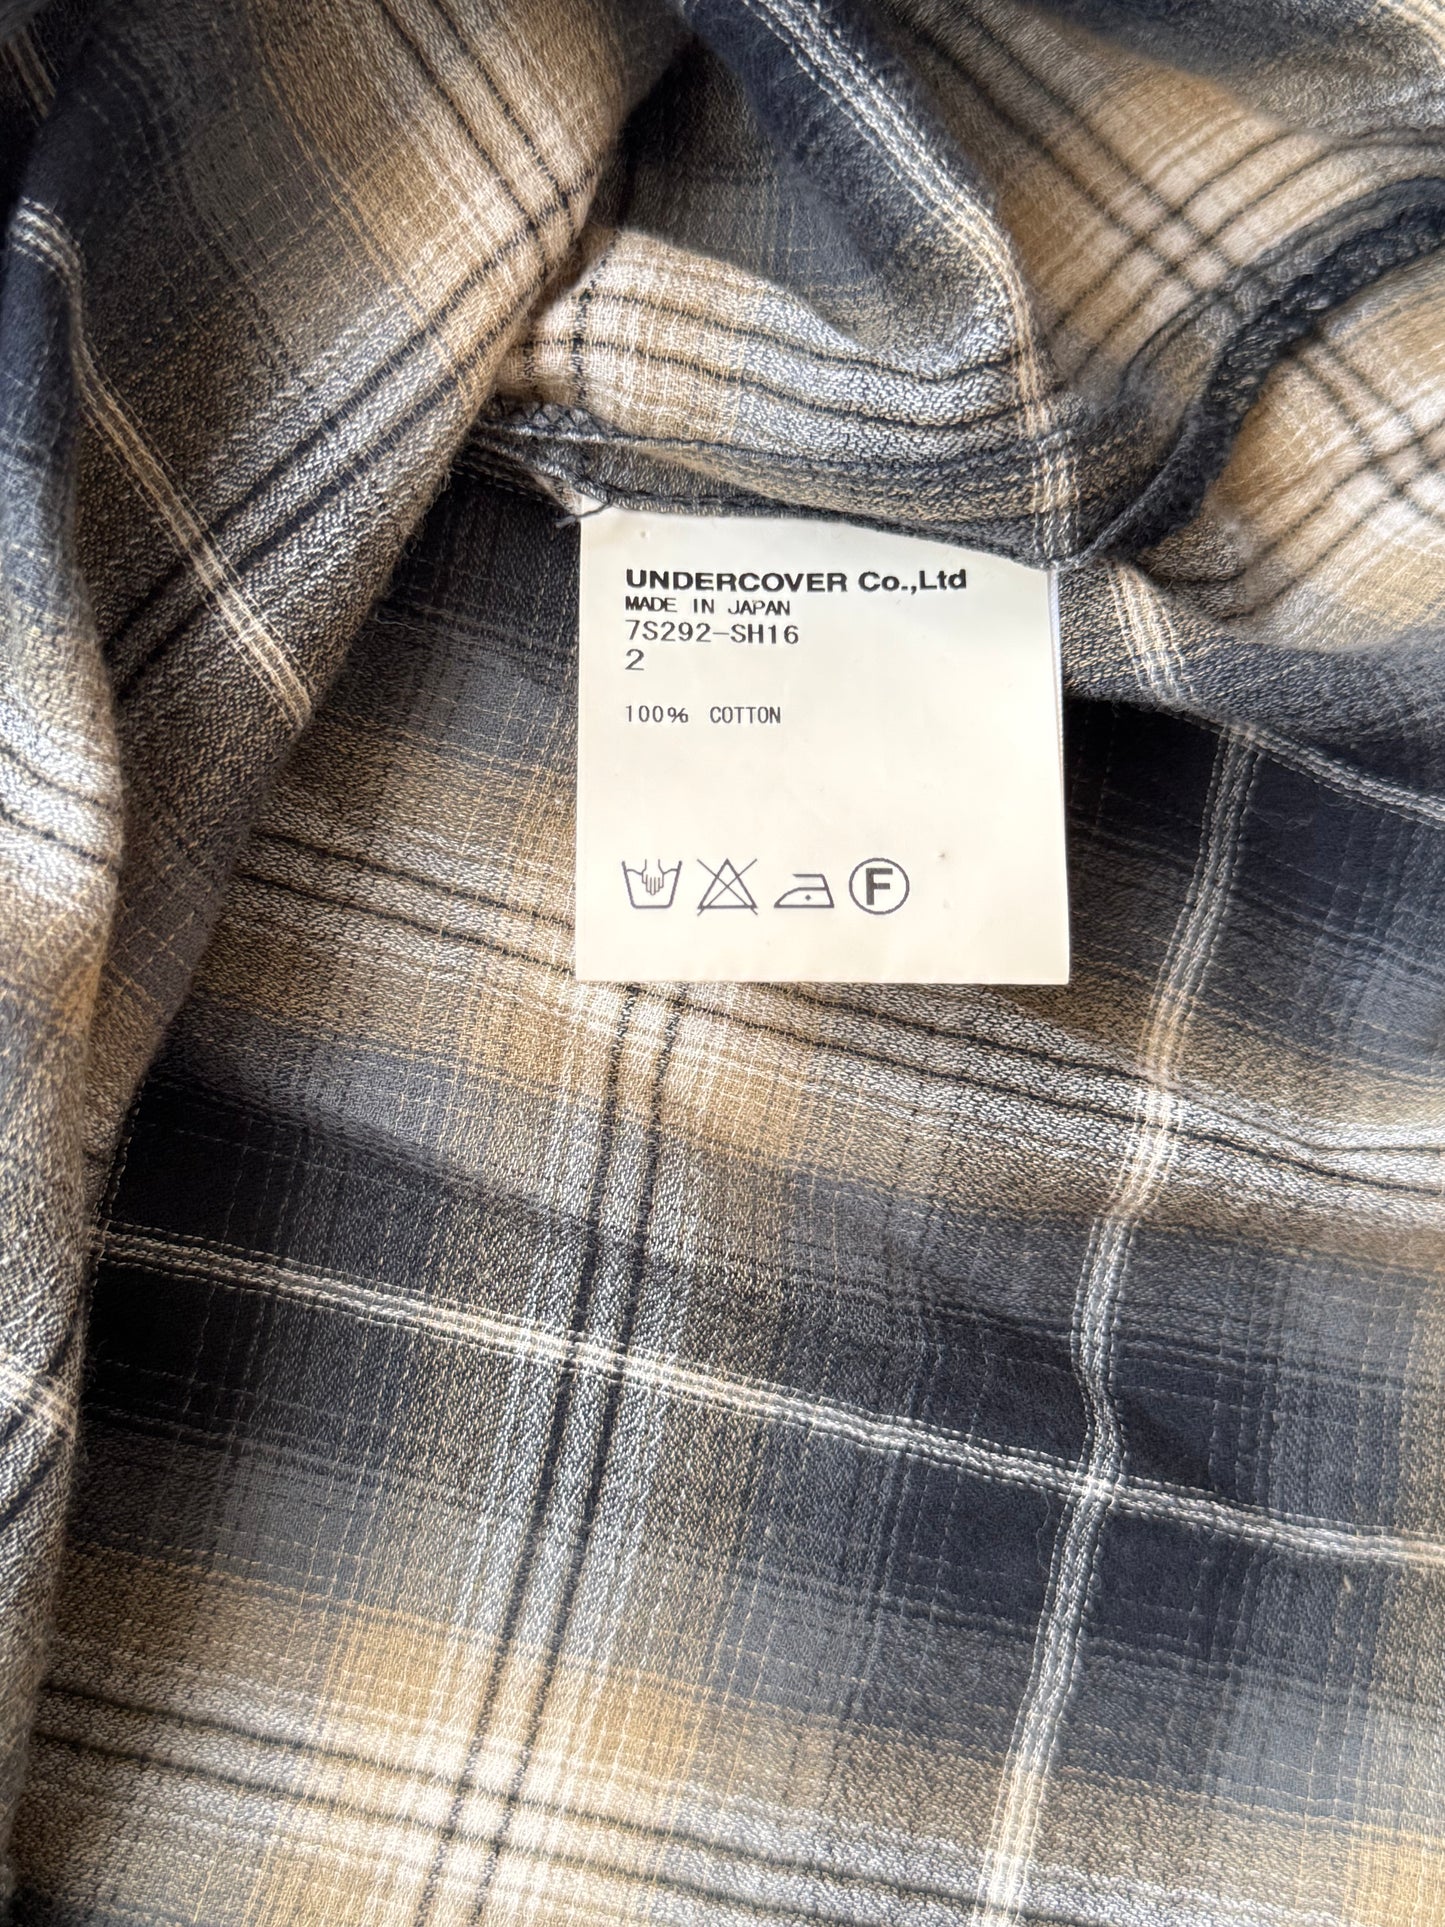 UNDERCOVER Co.,Ltd
MADE IN JAPAN
7S292-SH16
2
100% COTTON
F